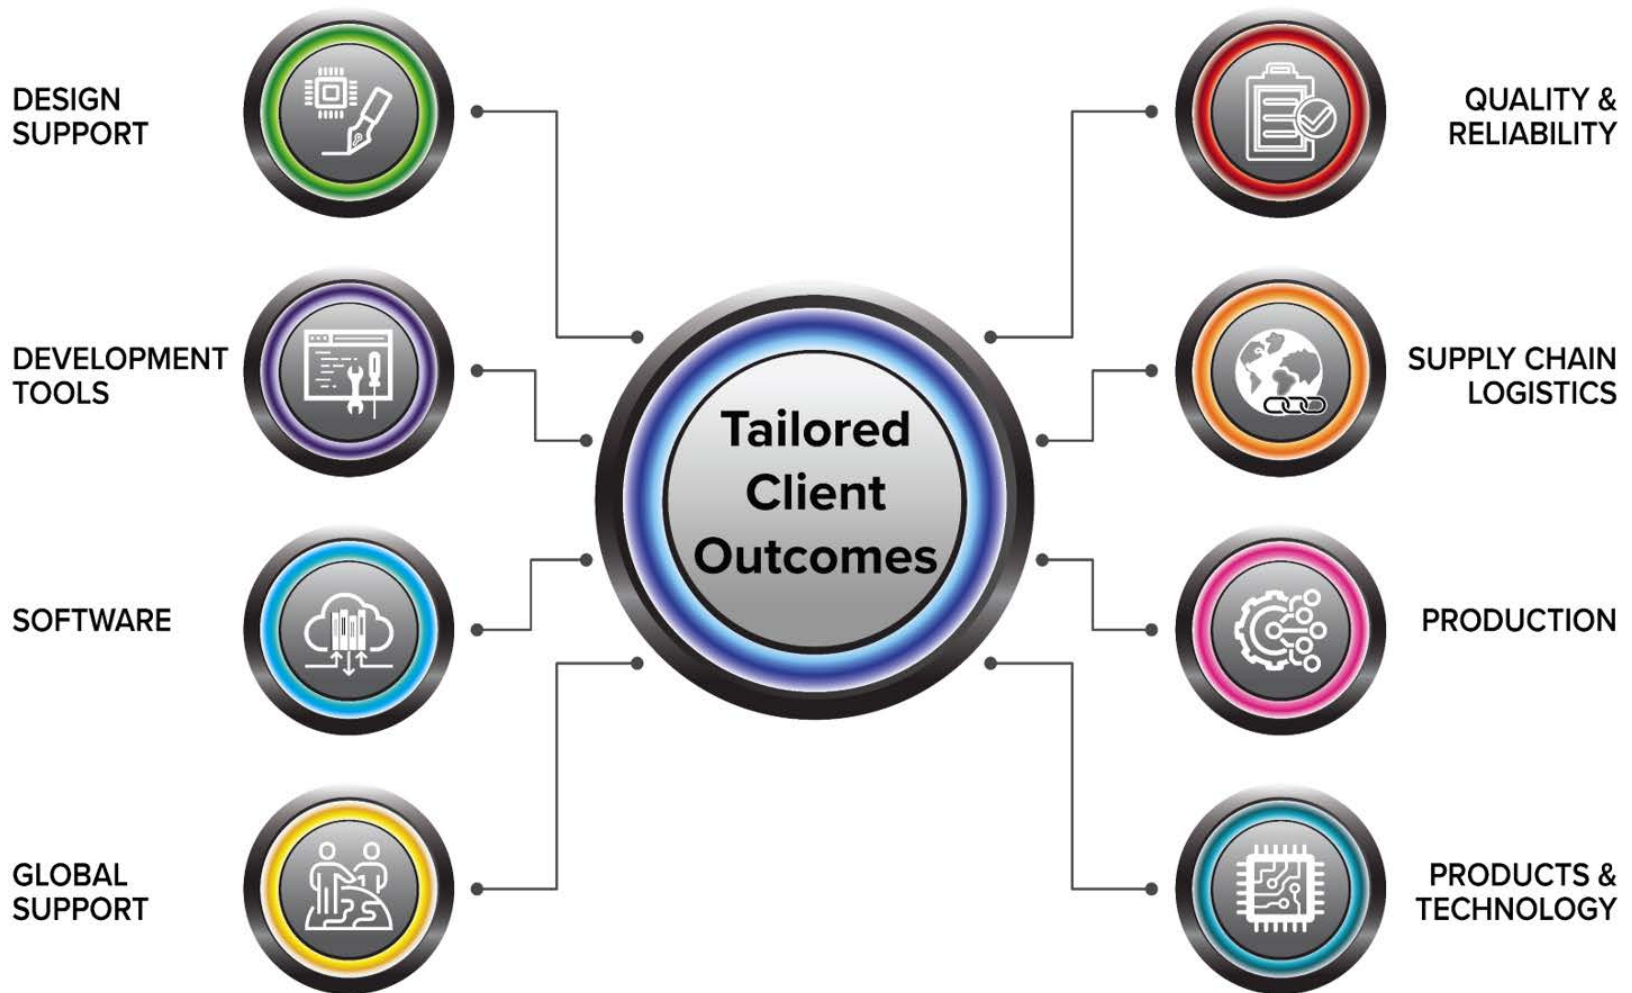 DESIGN
SUPPORT
DEVELOPMENT
TOOLS
SOFTWARE
GLOBAL
SUPPORT
Tailored
Client
Outcomes
QUALITY &
RELIABILITY
SUPPLY CHAIN
LOGISTICS
PRODUCTION
PRODUCTS &
TECHNOLOGY